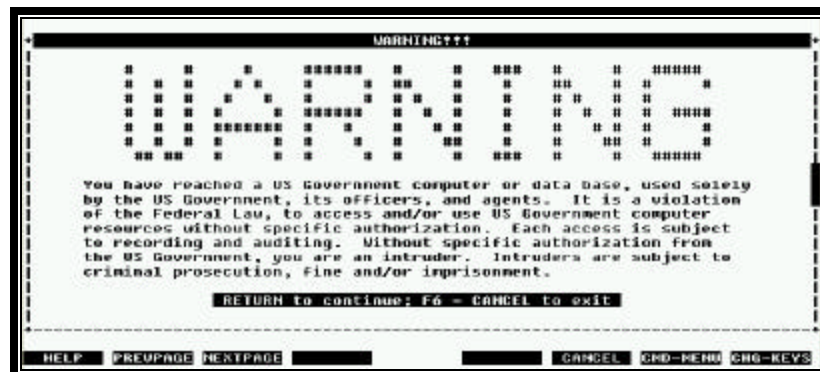 WARNING!!!
WARNING
You have reached a US Government computer or data base, used solely
by the US Government, its officers, and agents. It is a violation
of the Federal Law, to access and/or use US Government computer
resources without specific authorization. Each access is subject
to recording and auditing. Without specific authorization from
the US Government, you are an intruder. Intruders are subject to
criminal prosecution, fine and/or imprisonment.
RETURN to continue; F6 = CANCEL to exit
HELP PREVPAGE NEXTPAGE CANCEL CMD-MENU CHG-KEYS